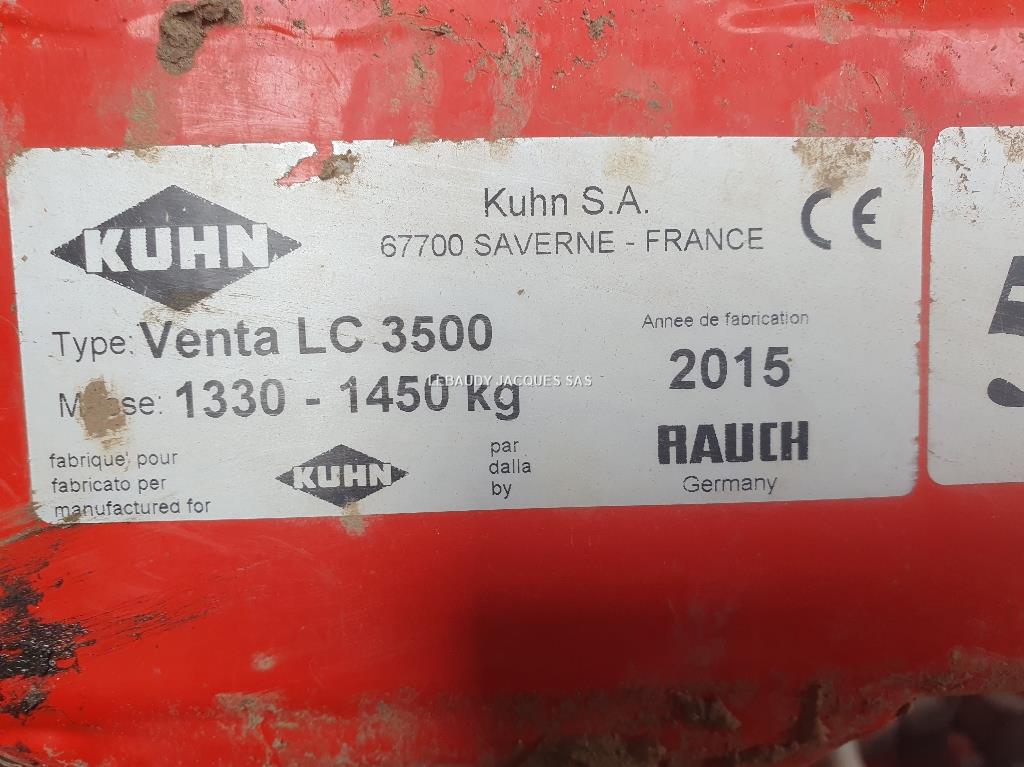 KUHN
Kuhn S.A.
67700 SAVERNE - FRANCE
CE
Type: Venta LC 3500
Annee de fabrication
2015
1330 - 1450 kg
LEBAUDY JACQUES SAS
fabrique' pour
fabricato per
manufactured for
KUHN
par
dalla
by
RAUCH
Germany